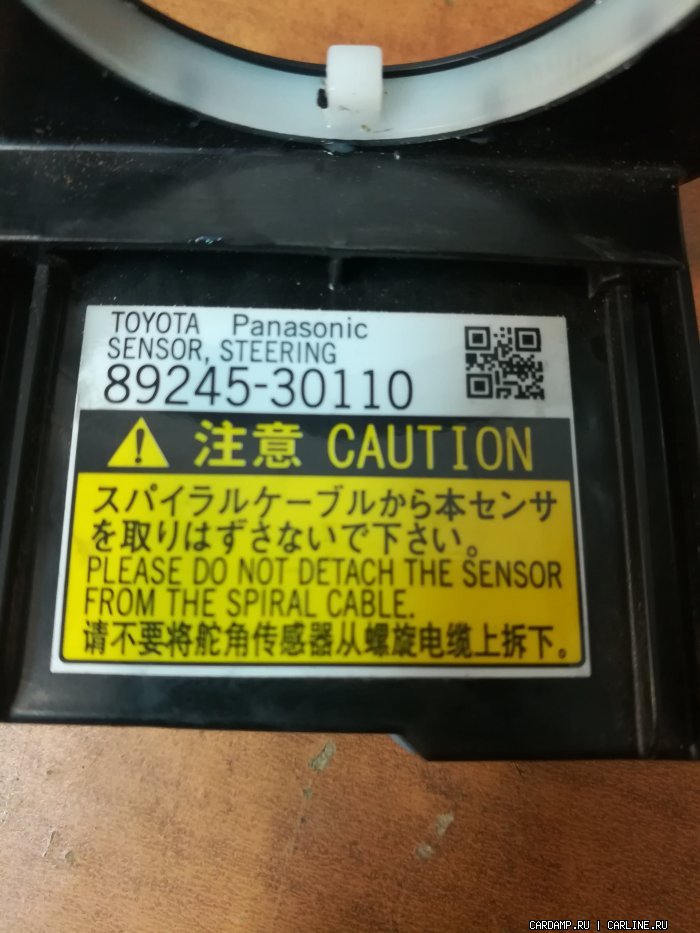 TOYOTA Panasonic
SENSOR, STEERING
89245-30110
注意 CAUTION
スパイラルケーブルから本センサ
を取りはずさないで下さい。
PLEASE DO NOT DETACH THE SENSOR
FROM THE SPIRAL CABLE.
请不要将舵角传感器从螺旋电缆上拆下。
CARDAMP.RU | CARLINE.RU